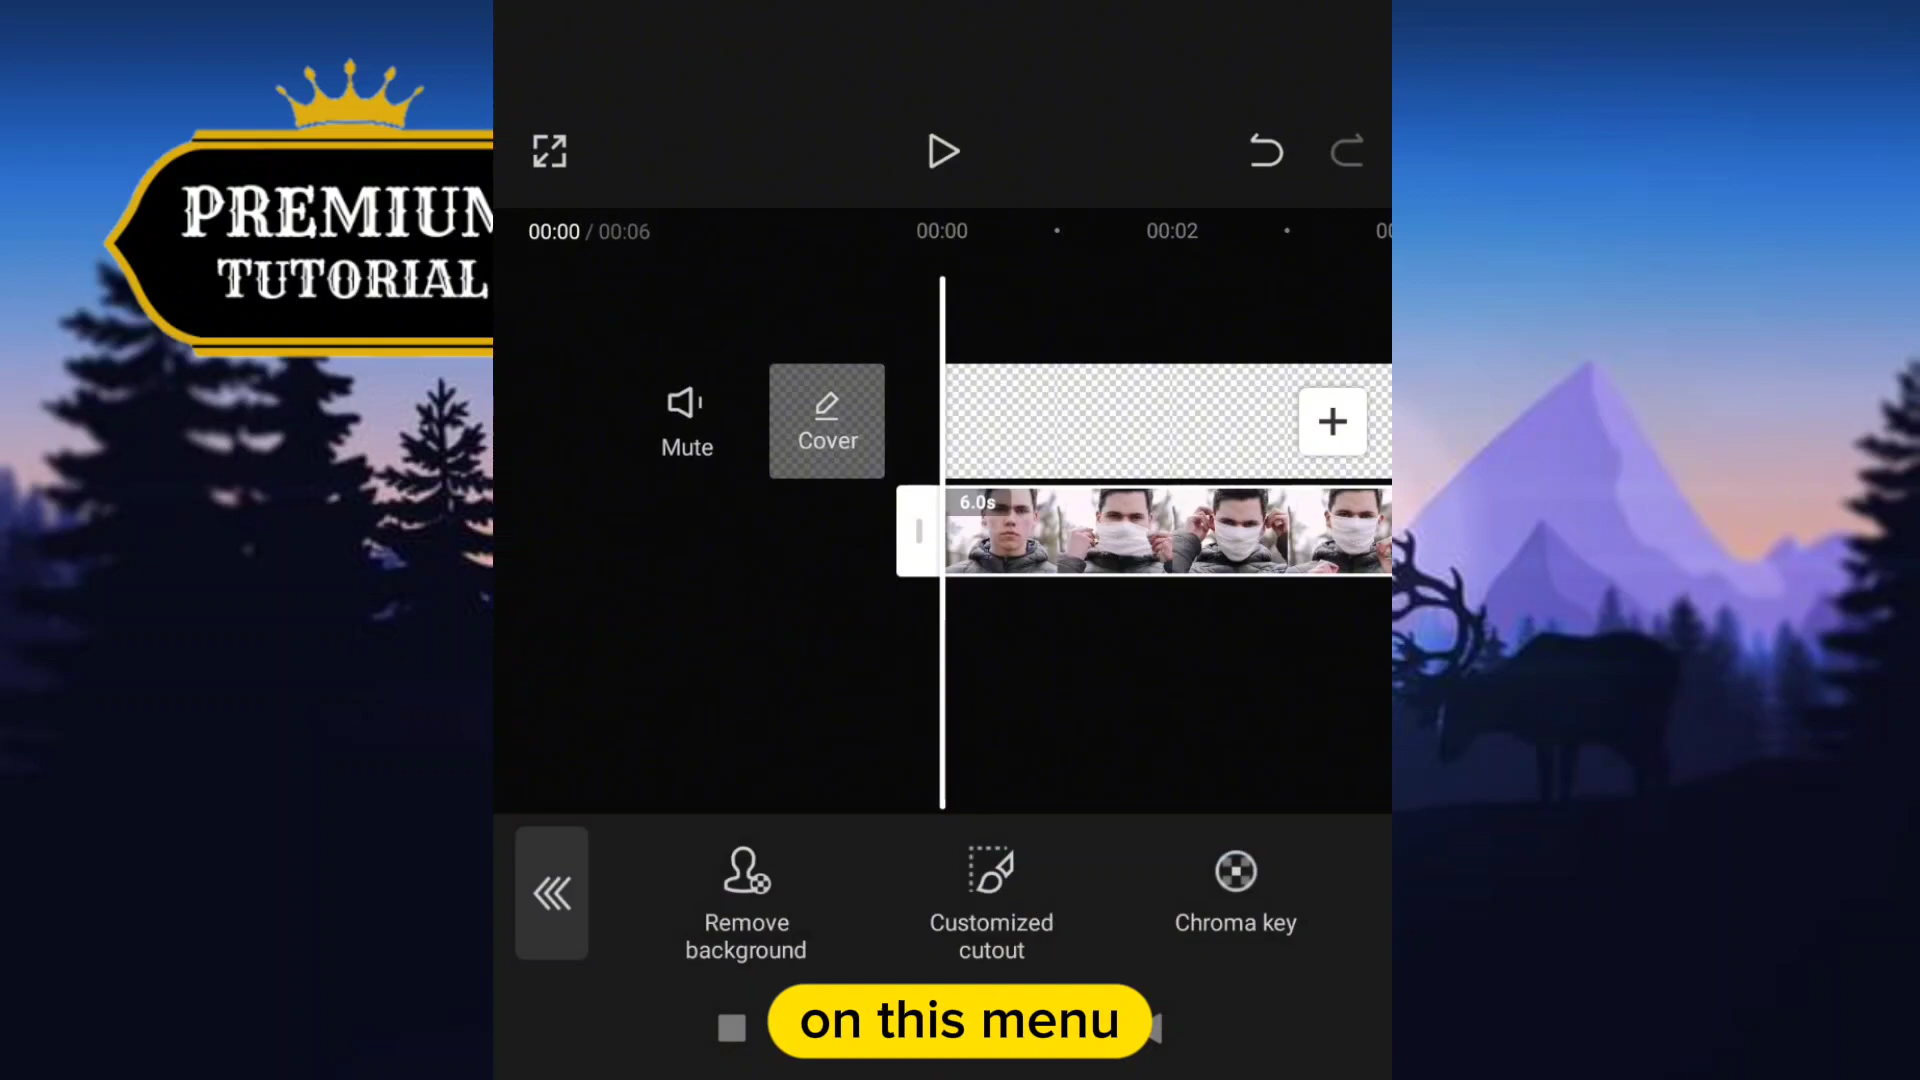 PREMIUM
TUTORIAL
00:00 / 00:06
00:00
00:02
Mute
Cover
6.0s
Remove
background
Customized
cutout
Chroma key
on this menu